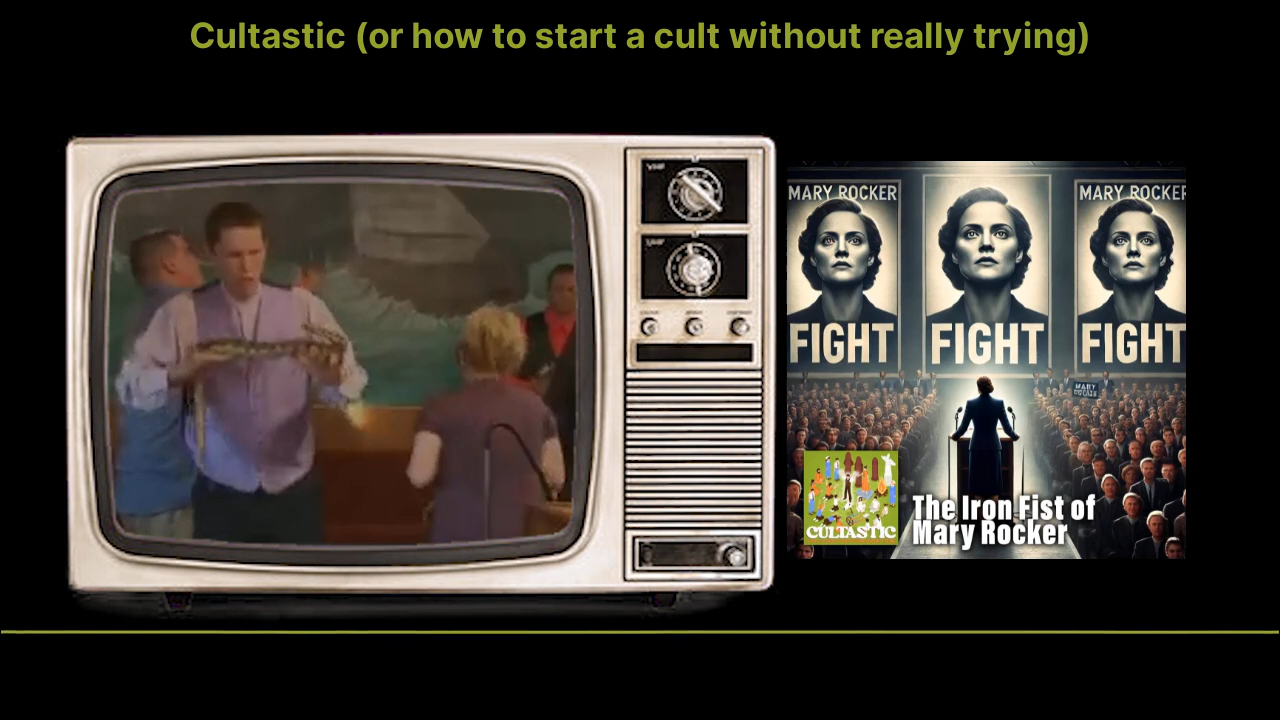 Cultastic (or how to start a cult without really trying)
MARY ROCKER
MARY ROCKER
FIGHT
FIGHT
FIGHT
MARY
CULTASTIC
The Iron Fist of
Mary Rocker